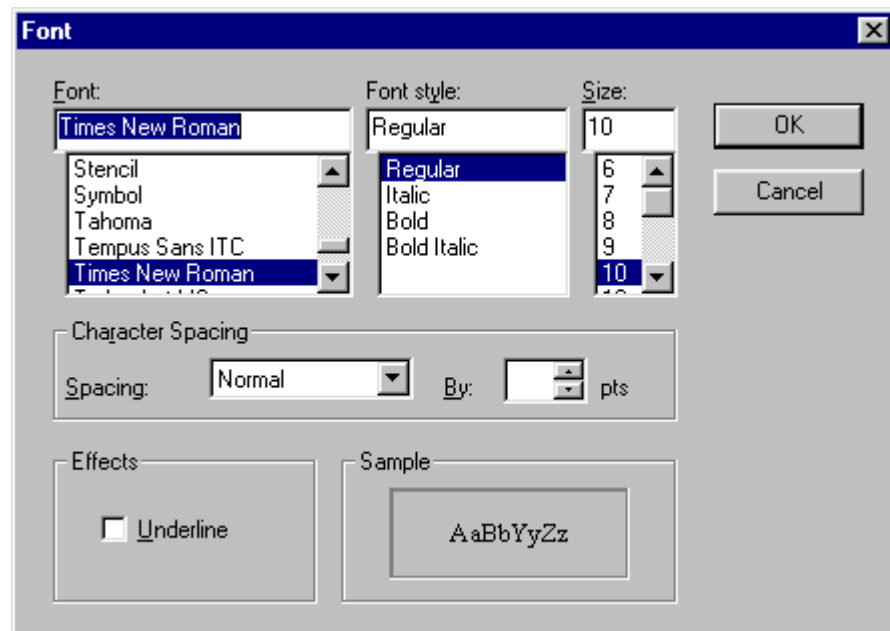 Font
Font: Font style: Size:
Times New Roman Regular 10
Stencil Regular 6
Symbol Italic 7
Tahoma Bold 8
Tempus Sans ITC Bold Italic 9
Times New Roman 10
Character Spacing
Spacing: Normal By: pts
Effects
Underline
Sample
AaBbYyZz
OK
Cancel